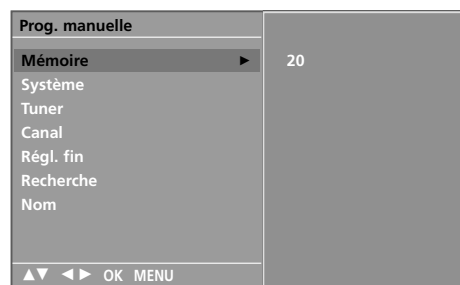 Prog. manuelle
Mémoire ► 20
Système
Tuner
Canal
Régl. fin
Recherche
Nom
▲▼ ◄► OK MENU